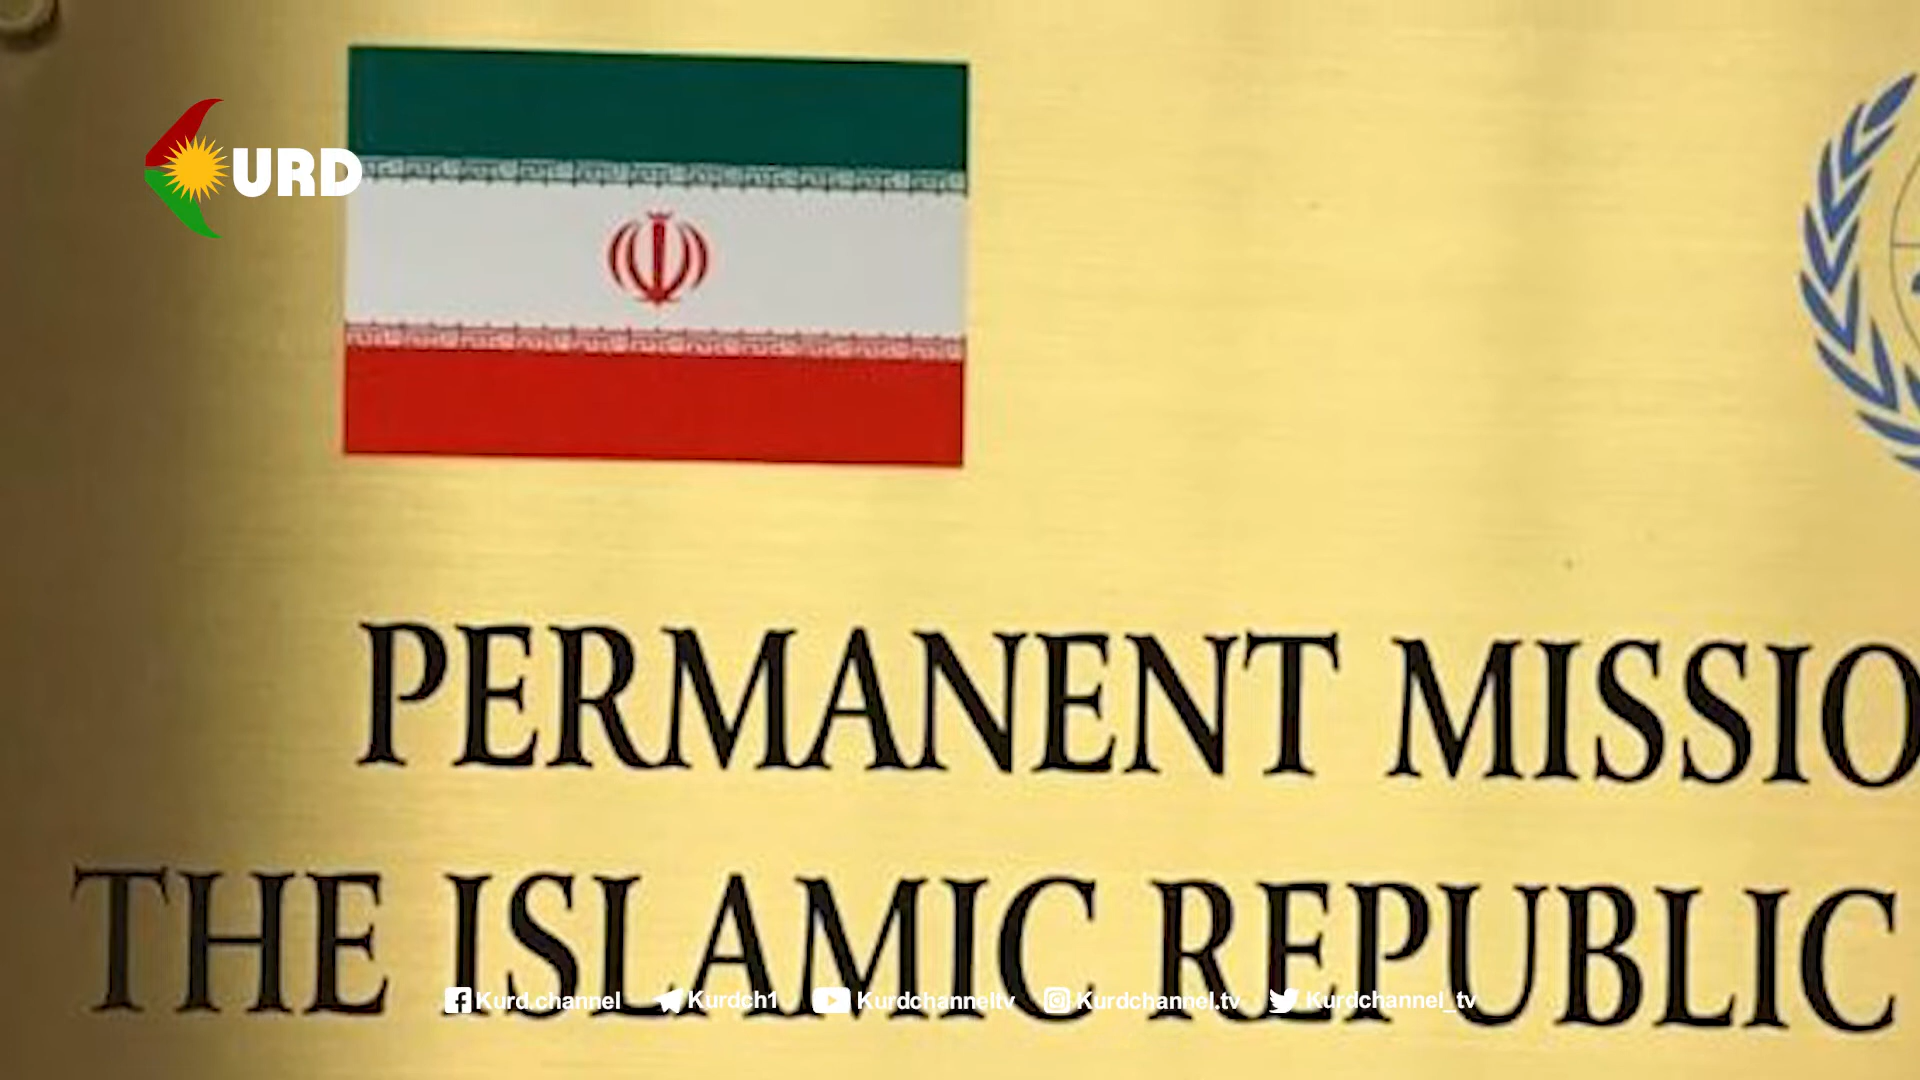 URD
PERMANENT MISSIO
THE ISLAMIC REPUBLIC
Kurd.channel Kurdch1 Kurdchanneltv Kurdchannel.tv Kurdchannel_tv